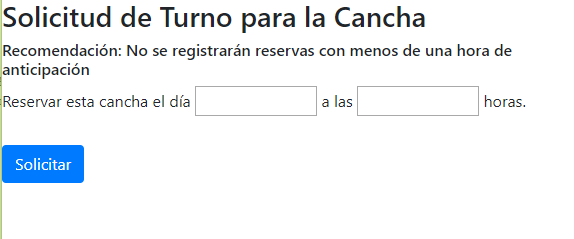 Solicitud de Turno para la Cancha
Recomendación: No se registrarán reservas con menos de una hora de
anticipación
Reservar esta cancha el día a las horas.
Solicitar